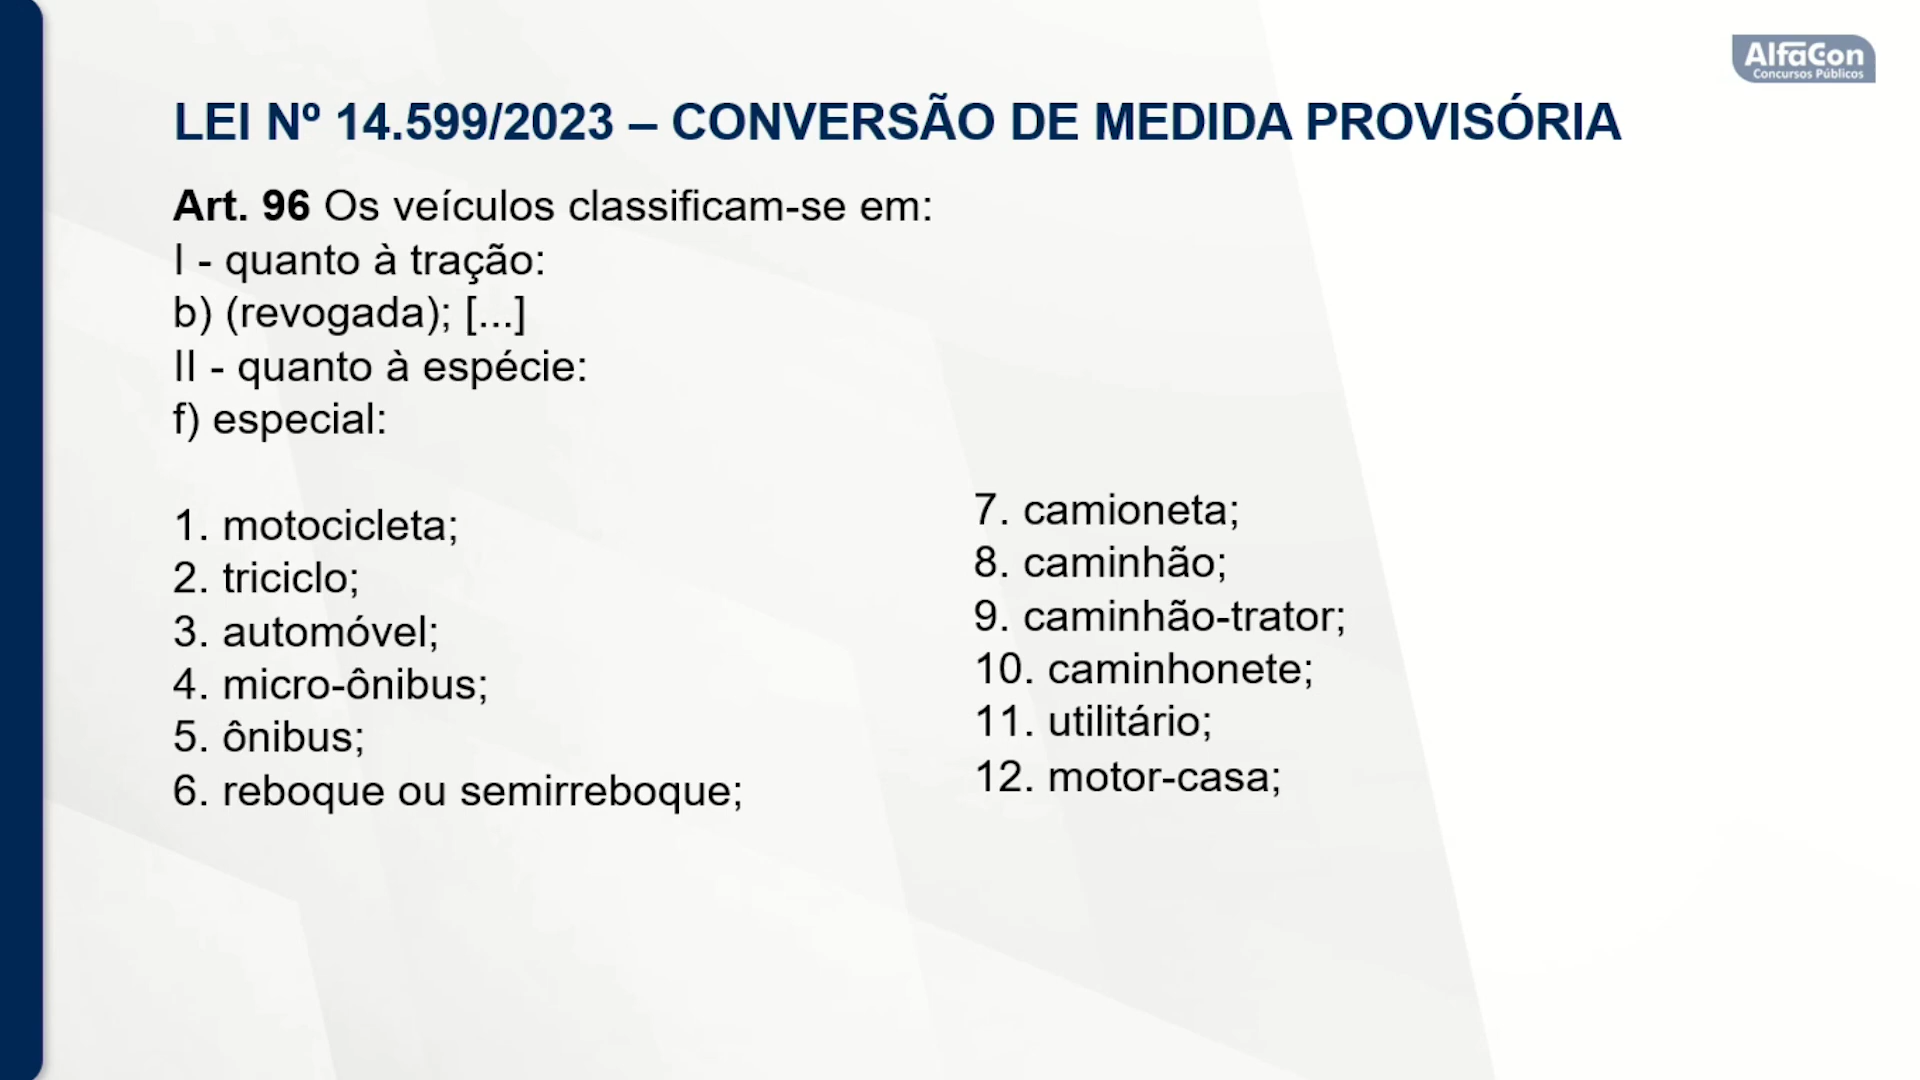 AlfaCon
Concursos Públicos
LEI Nº 14.599/2023 – CONVERSÃO DE MEDIDA PROVISÓRIA
Art. 96 Os veículos classificam-se em:
I - quanto à tração:
b) (revogada); [...]
II - quanto à espécie:
f) especial:
1. motocicleta;
2. triciclo;
3. automóvel;
4. micro-ônibus;
5. ônibus;
6. reboque ou semirreboque;
7. camioneta;
8. caminhão;
9. caminhão-trator;
10. caminhonete;
11. utilitário;
12. motor-casa;